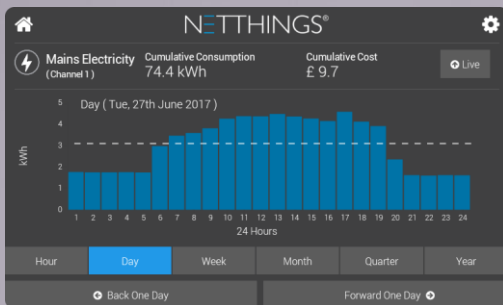 NETTHINGS®
Mains Electricity
(Channel 1)
Cumulative Consumption
74.4 kWh
Cumulative Cost
£ 9.7
Live
Day ( Tue, 27th June 2017 )
kWh
5
4
3
2
1
0
1 2 3 4 5 6 7 8 9 10 11 12 13 14 15 16 17 18 19 20 21 22 23 24
24 Hours
Hour Day Week Month Quarter Year
Back One Day Forward One Day